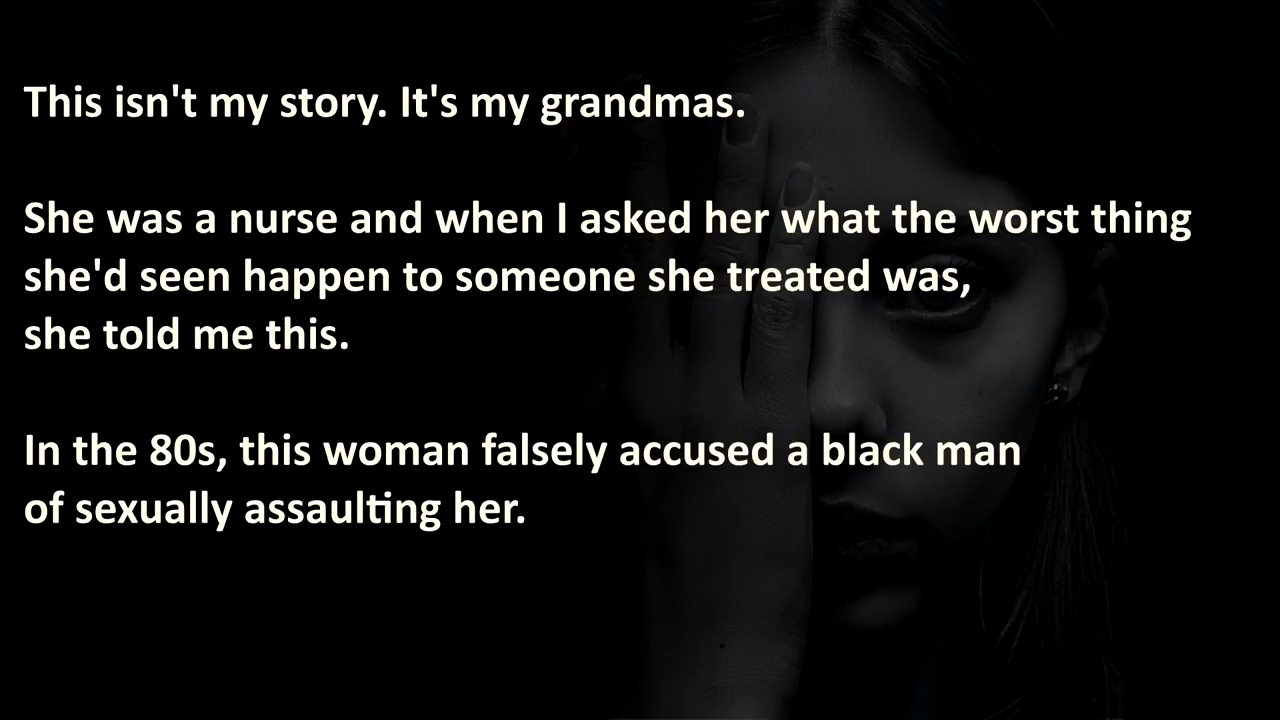 This isn't my story. It's my grandmas.
She was a nurse and when I asked her what the worst thing
she'd seen happen to someone she treated was,
she told me this.
In the 80s, this woman falsely accused a black man
of sexually assaulting her.